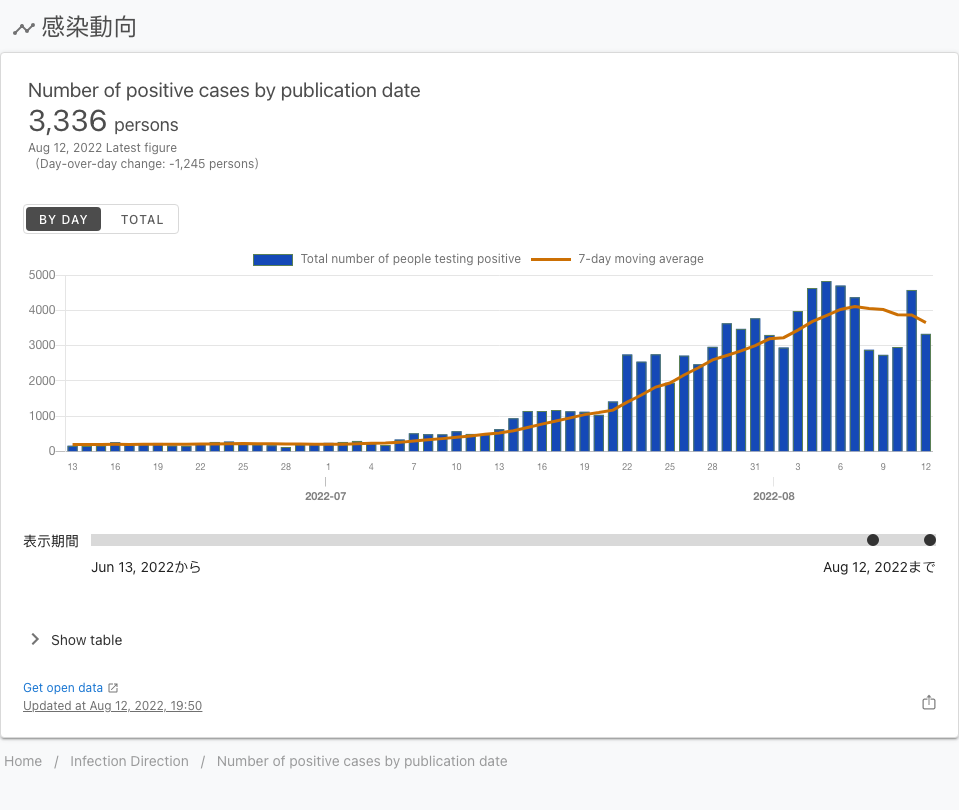 感染動向
Number of positive cases by publication date
3,336 persons
Aug 12, 2022 Latest figure
（Day-over-day change: -1,245 persons）
BY DAY TOTAL
Total number of people testing positive 7-day moving average
5000
4000
3000
2000
1000
0
13 16 19 22 25 28 1 4 7 10 13 16 19 22 25 28 31 3 6 9 12
2022-07 2022-08
表示期間
Jun 13, 2022から Aug 12, 2022まで
Show table
Get open data
Updated at Aug 12, 2022, 19:50
Home / Infection Direction / Number of positive cases by publication date